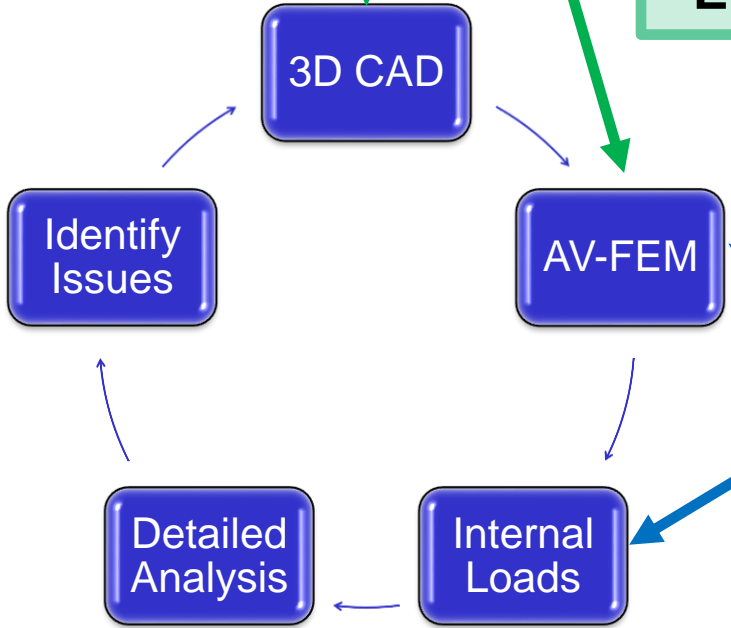 3D CAD
AV-FEM
Internal
Loads
Detailed
Analysis
Identify
Issues